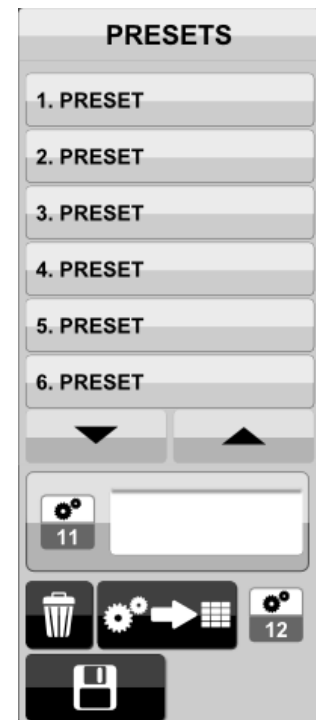 PRESETS
1. PRESET
2. PRESET
3. PRESET
4. PRESET
5. PRESET
6. PRESET
11
12